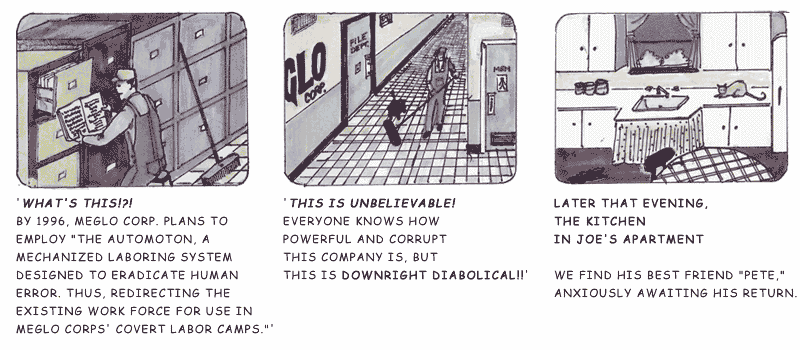 GLO
CORP.
FILE
DEPT.
MEN
'WHAT'S THIS!?!
BY 1996, MEGLO CORP. PLANS TO
EMPLOY "THE AUTOMOTON, A
MECHANIZED LABORING SYSTEM
DESIGNED TO ERADICATE HUMAN
ERROR. THUS, REDIRECTING THE
EXISTING WORK FORCE FOR USE IN
MEGLO CORPS' COVERT LABOR CAMPS."'
'THIS IS UNBELIEVABLE!
EVERYONE KNOWS HOW
POWERFUL AND CORRUPT
THIS COMPANY IS, BUT
THIS IS DOWNRIGHT DIABOLICAL!!'
LATER THAT EVENING,
THE KITCHEN
IN JOE'S APARTMENT
WE FIND HIS BEST FRIEND "PETE,"
ANXIOUSLY AWAITING HIS RETURN.